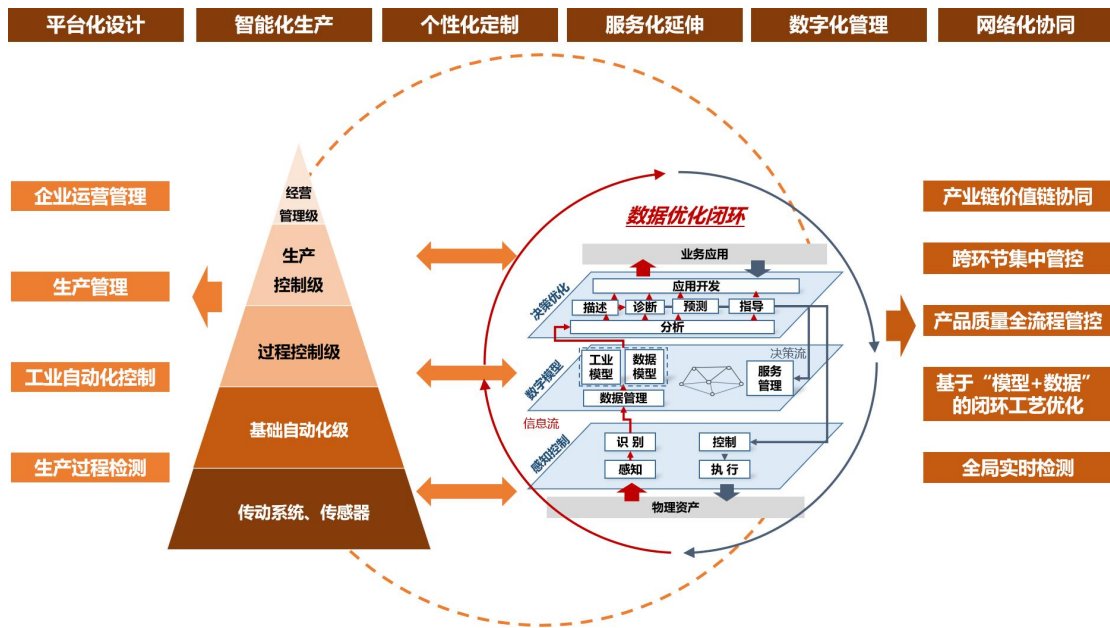 平台化设计
智能化生产
个性化定制
服务化延伸
数字化管理
网络化协同
企业运营管理
生产管理
工业自动化控制
生产过程检测
经营
管理级
生产
控制级
过程控制级
基础自动化级
传动系统、传感器
数据优化闭环
业务应用
决策优化
应用开发
描述
诊断
预测
指导
分析
数字模型
工业
模型
数据
模型
数据管理
决策流
服务
管理
信息流
感知控制
识别
感知
控制
执行
物理资产
产业链价值链协同
跨环节集中管控
产品质量全流程管控
基于“模型+数据”
的闭环工艺优化
全局实时检测